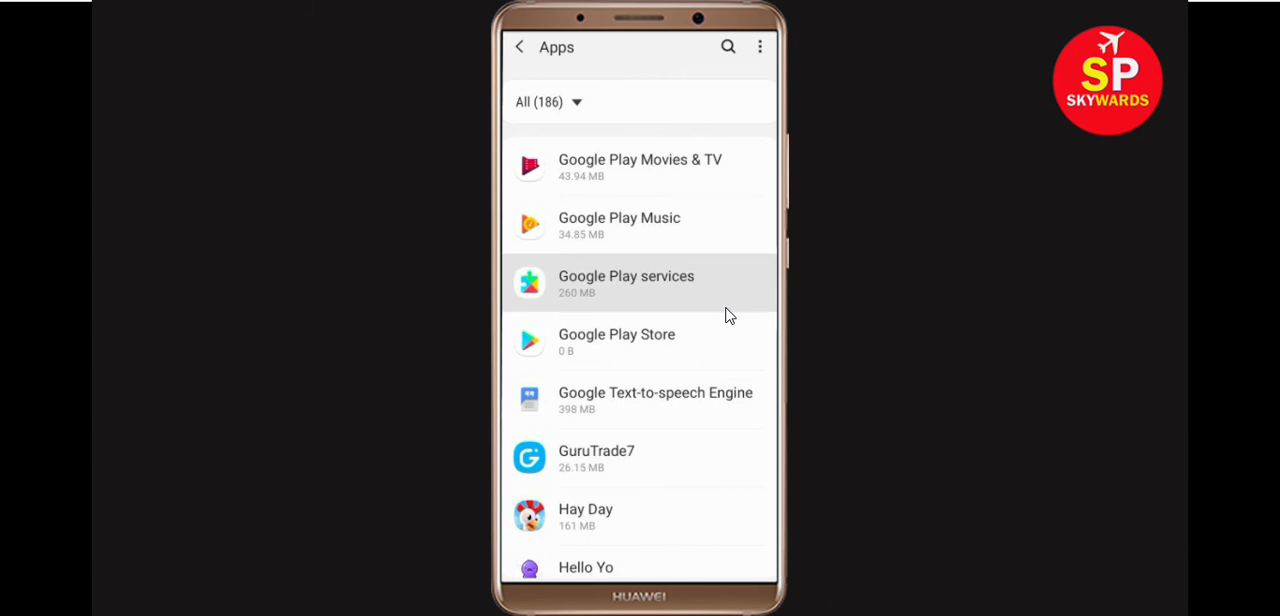 Apps
All (186)
Google Play Movies & TV
43.94 MB
Google Play Music
34.85 MB
Google Play services
260 MB
Google Play Store
0 B
Google Text-to-speech Engine
398 MB
GuruTrade7
26.15 MB
Hay Day
161 MB
Hello Yo
HUAWEI
SP
SKYWARDS